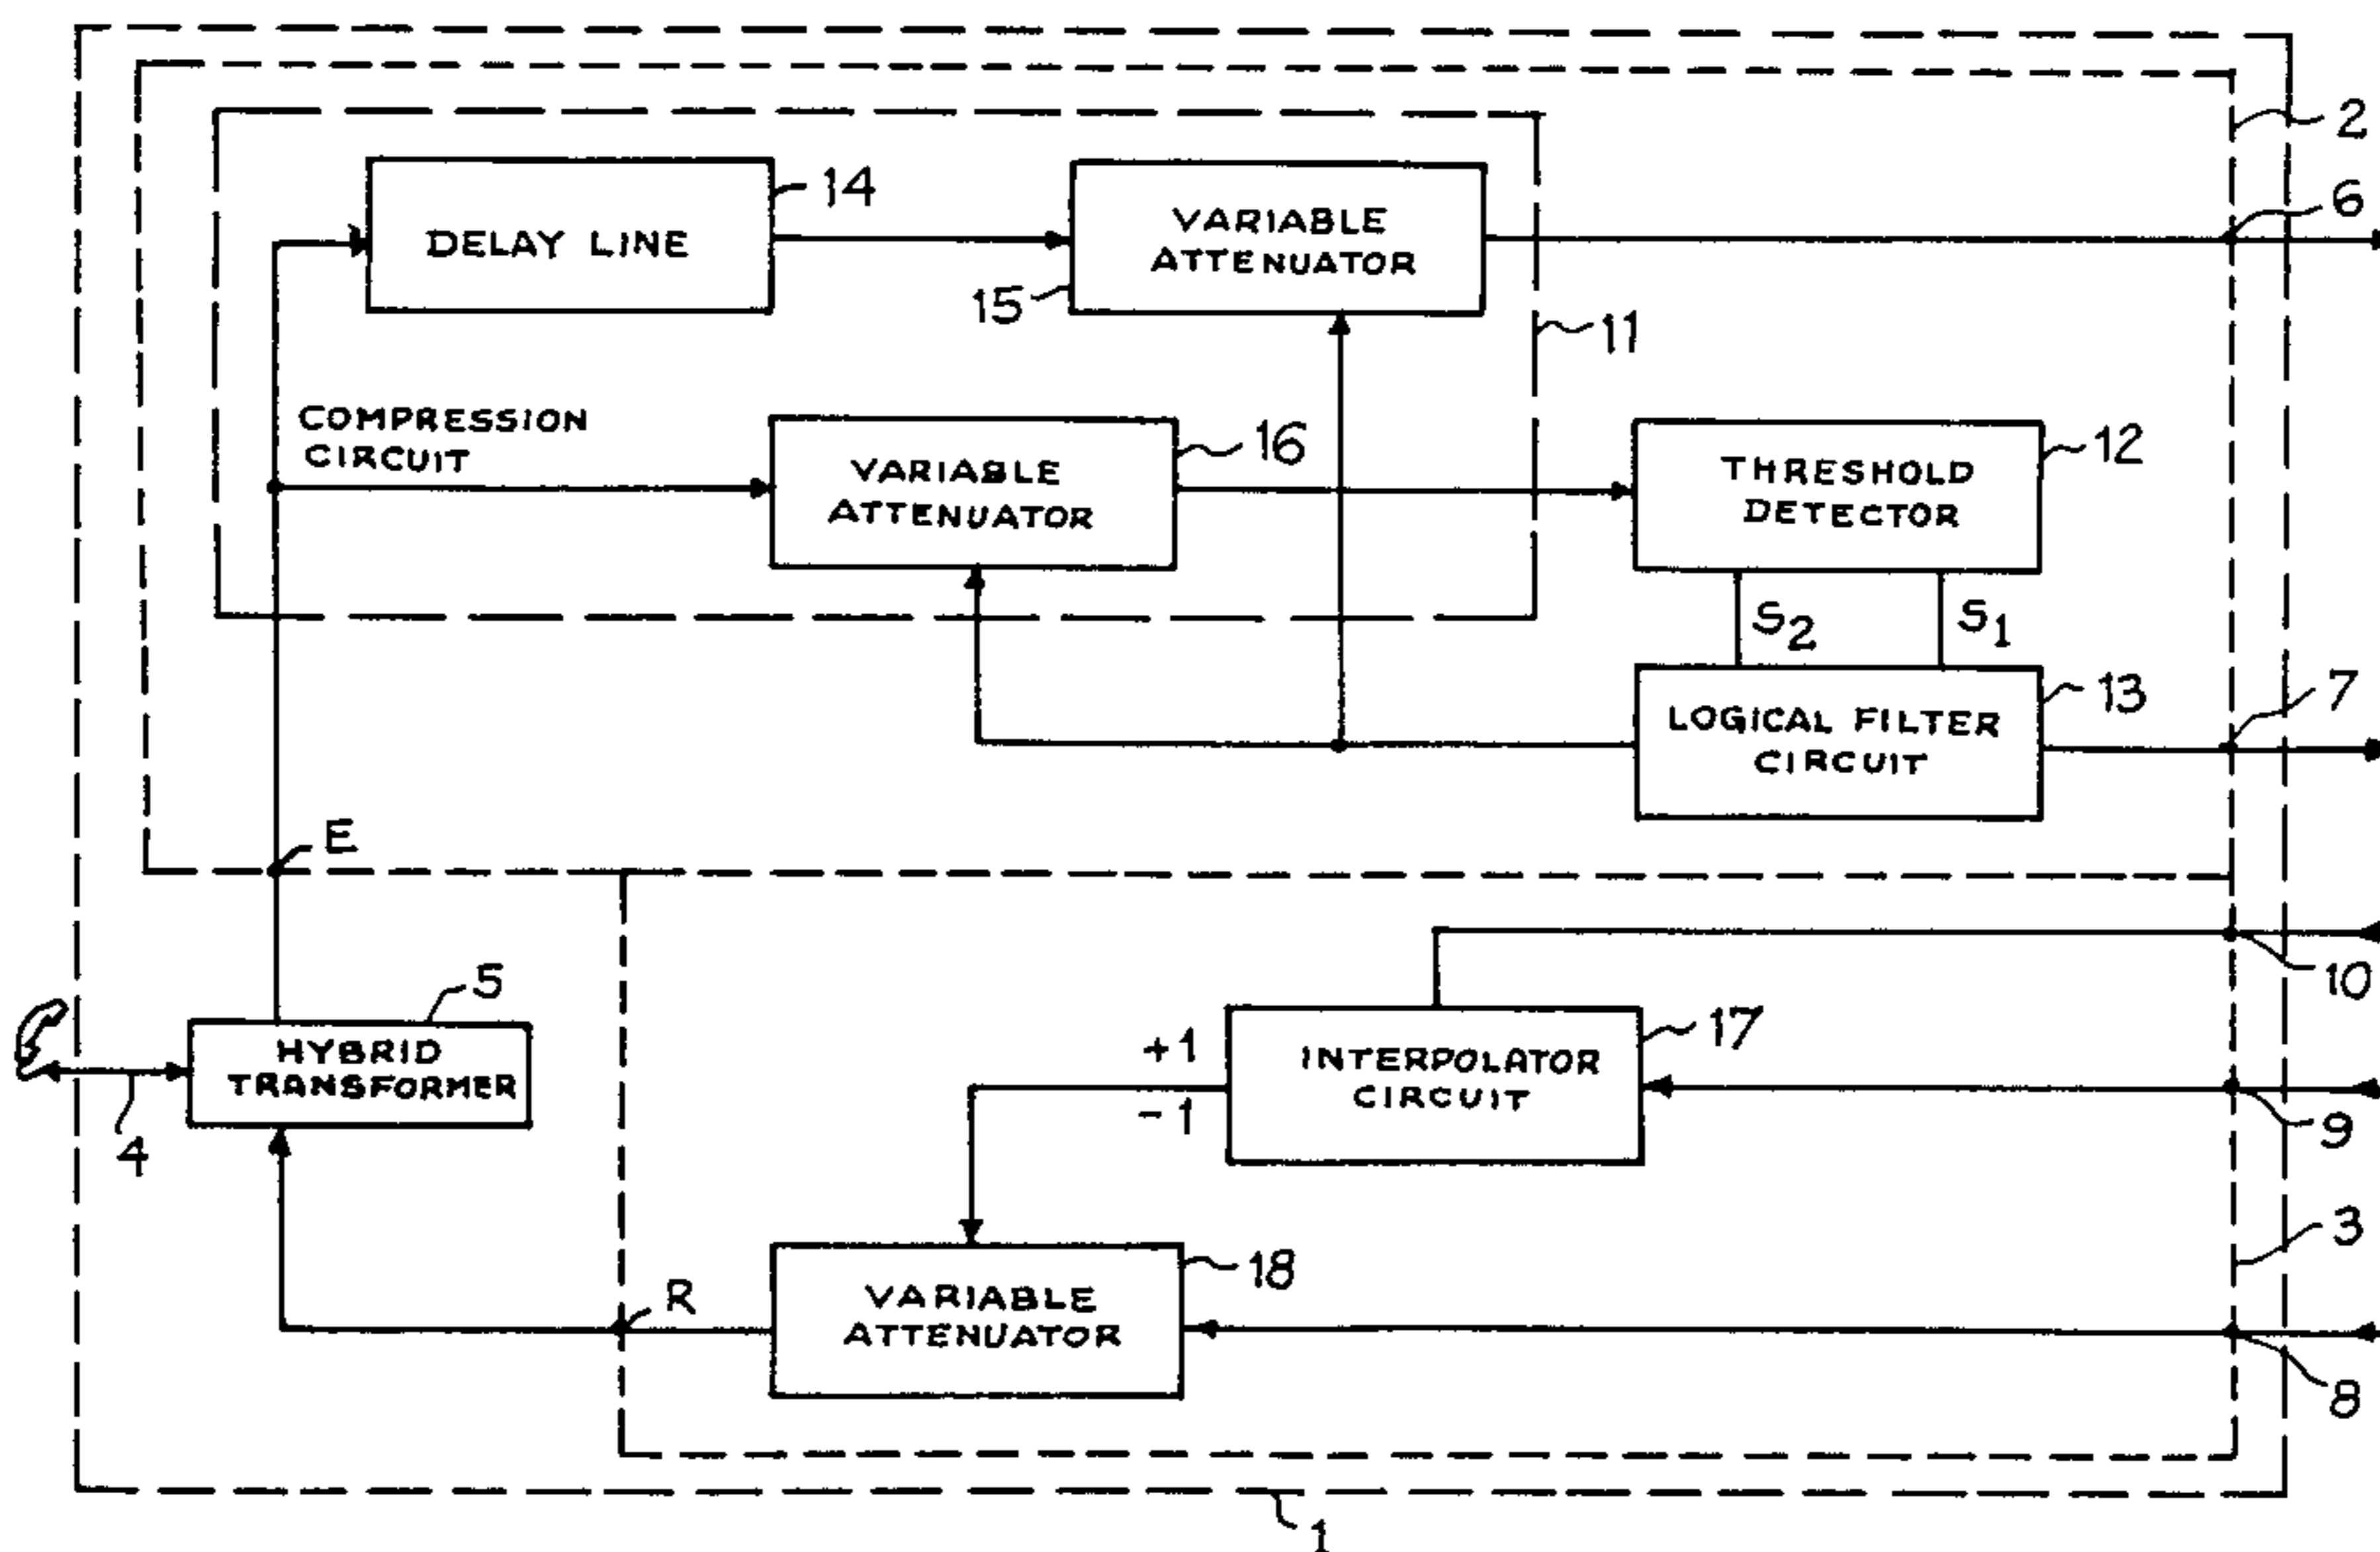 2
6
DELAY LINE
14
VARIABLE
ATTENUATOR
15
11
COMPRESSION
CIRCUIT
VARIABLE
ATTENUATOR
16
THRESHOLD
DETECTOR
12
S2
S1
LOGICAL FILTER
CIRCUIT
13
7
E
10
5
HYBRID
TRANSFORMER
4
+1
-1
INTERPOLATOR
CIRCUIT
17
9
3
R
VARIABLE
ATTENUATOR
18
8
1